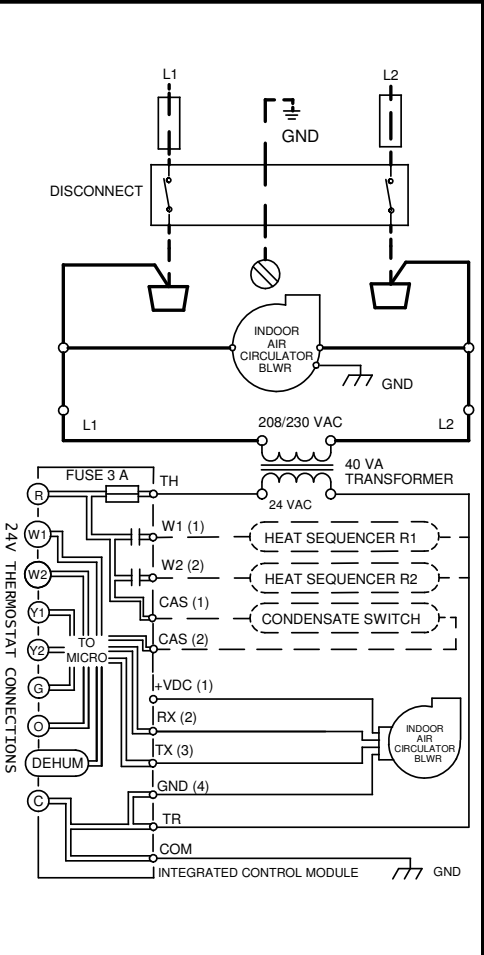 L1
L2
GND
DISCONNECT
INDOOR
AIR
CIRCULATOR
BLWR
GND
L1
208/230 VAC
L2
40 VA
TRANSFORMER
24 VAC
FUSE 3 A
TH
R
W1 (1)
HEAT SEQUENCER R1
W1
W2 (2)
HEAT SEQUENCER R2
W2
CAS (1)
CONDENSATE SWITCH
Y1
CAS (2)
TO
MICRO
Y2
24V THERMOSTAT CONNECTIONS
+VDC (1)
G
RX (2)
O
INDOOR
AIR
CIRCULATOR
BLWR
TX (3)
DEHUM
GND (4)
C
TR
COM
INTEGRATED CONTROL MODULE
GND